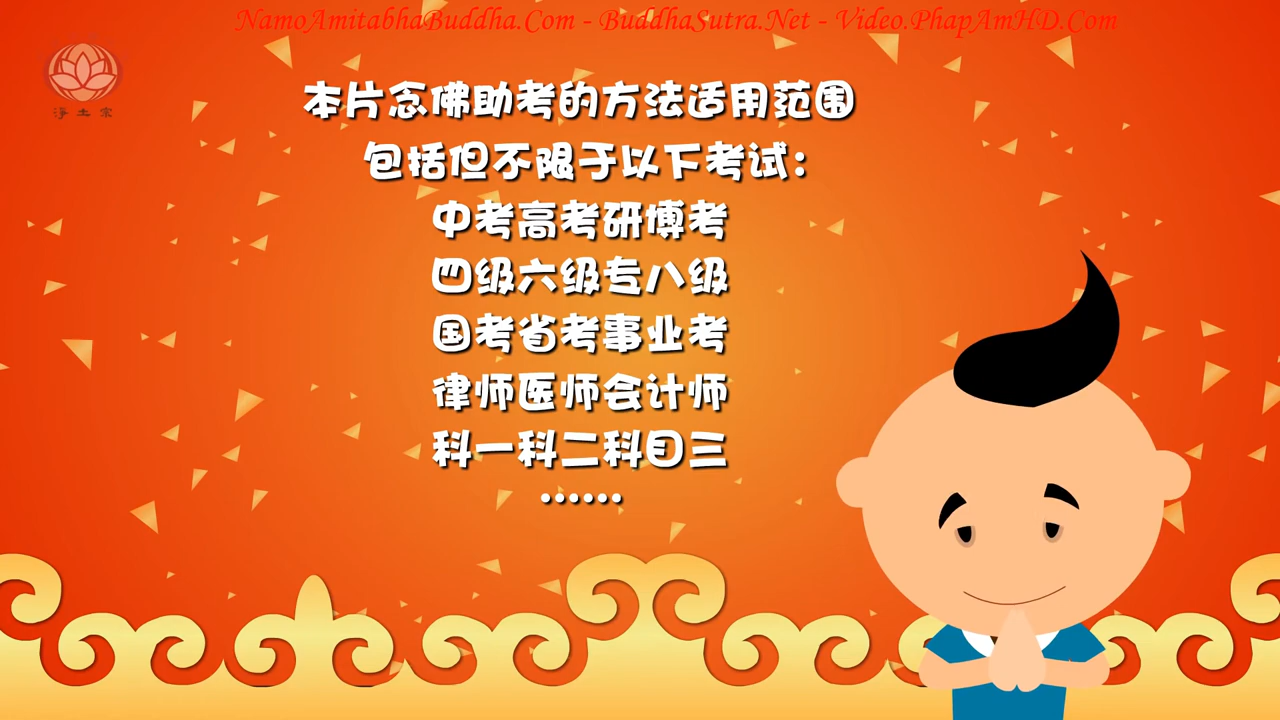 NamoAmitabhaBuddha.Com - BuddhaSutra.Net - Video.PhapAmHD.Com
净土宗
本片念佛助考的方法适用范围
包括但不限于以下考试:
中考高考研博考
四级六级专八级
国考省考事业考
律师医师会计师
科一科二科目三
······